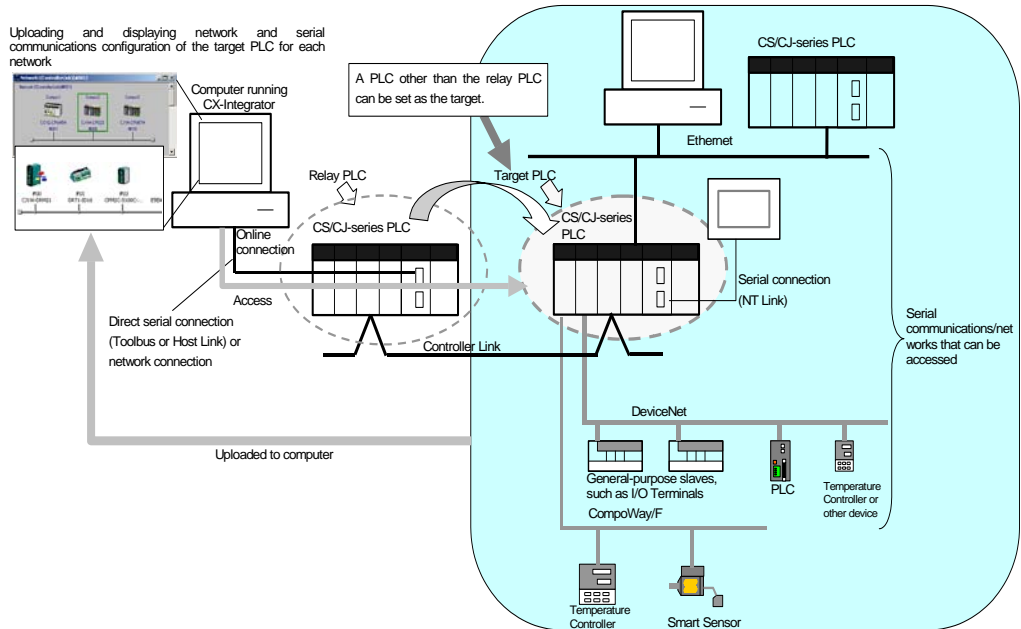 Uploading and displaying network and serial
communications configuration of the target PLC for each
network
Computer running
CX-Integrator
A PLC other than the relay PLC
can be set as the target.
CS/CJ-series PLC
Ethernet
Relay PLC
Target PLC
CS/CJ-series PLC
CS/CJ-series
PLC
Online
connection
Access
Serial connection
(NT Link)
Direct serial connection
(Toolbus or Host Link) or
network connection
Controller Link
Serial
communications/net
works that can be
accessed
DeviceNet
Uploaded to computer
General-purpose slaves,
such as I/O Terminals
PLC
Temperature
Controller or
other device
CompoWay/F
Temperature
Controller
Smart Sensor